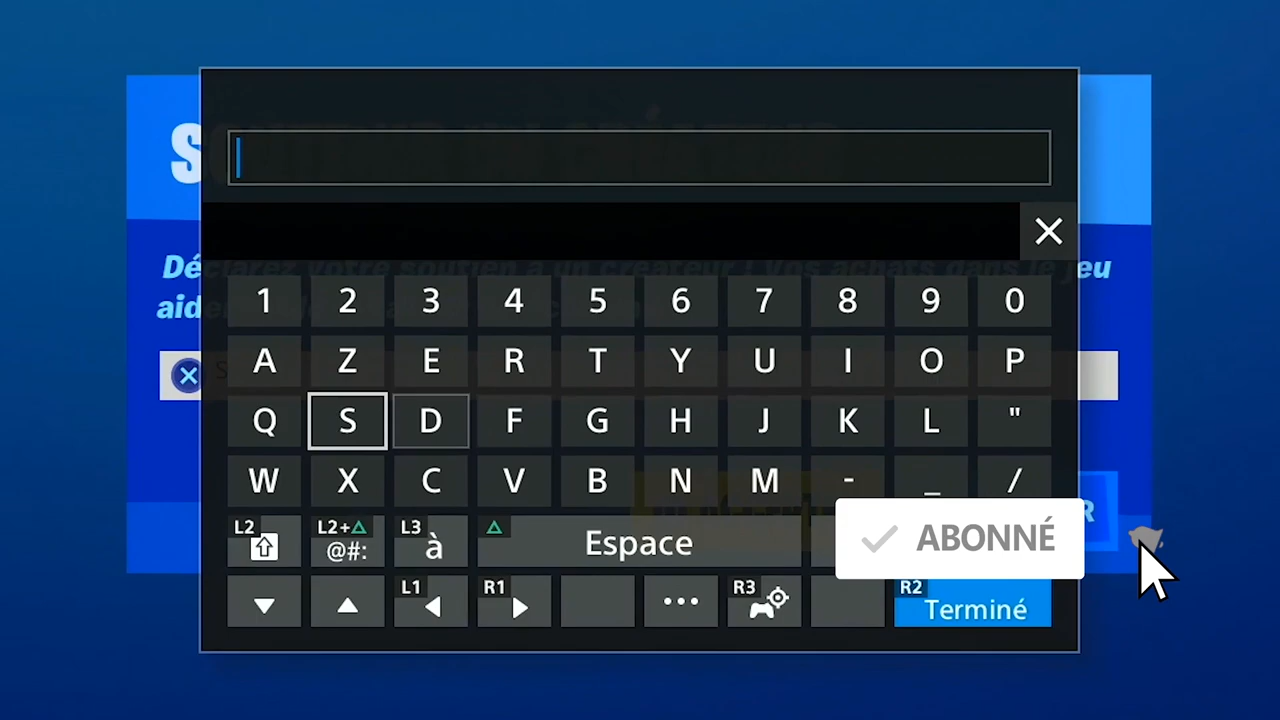 S
Déclarez votre soutien à un créateur ! Vos achats dans le jeu
aide
1 2 3 4 5 6 7 8 9 0
A Z E R T Y U I O P
Q S D F G H J K L "
W X C V B N M - _ /
L2 L2+△ @#: L3 à △ Espace ABONNÉ R
L1 R1 ... R3 R2 Terminé